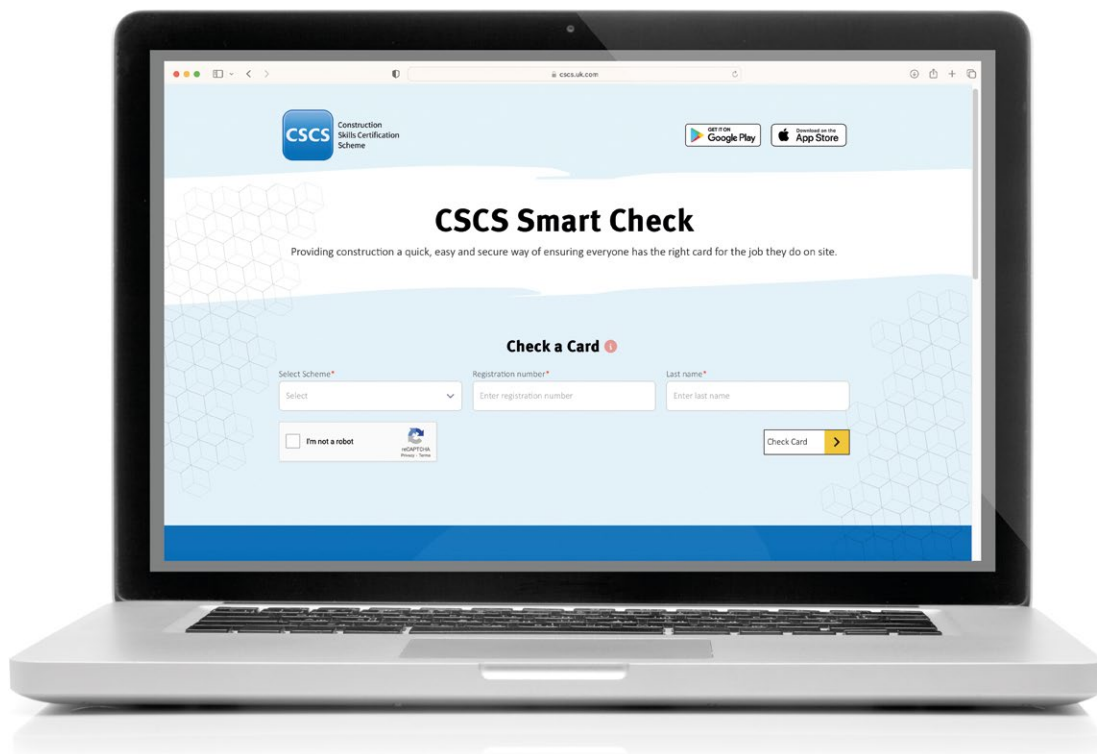 cscs.uk.com
CSCS
Construction
Skills Certification
Scheme
GET IT ON
Google Play
Download on the
App Store
CSCS Smart Check
Providing construction a quick, easy and secure way of ensuring everyone has the right card for the job they do on site.
Check a Card i
Select Scheme*
Registration number*
Last name*
Select
Enter registration number
Enter last name
I'm not a robot
reCAPTCHA
Privacy - Terms
Check Card